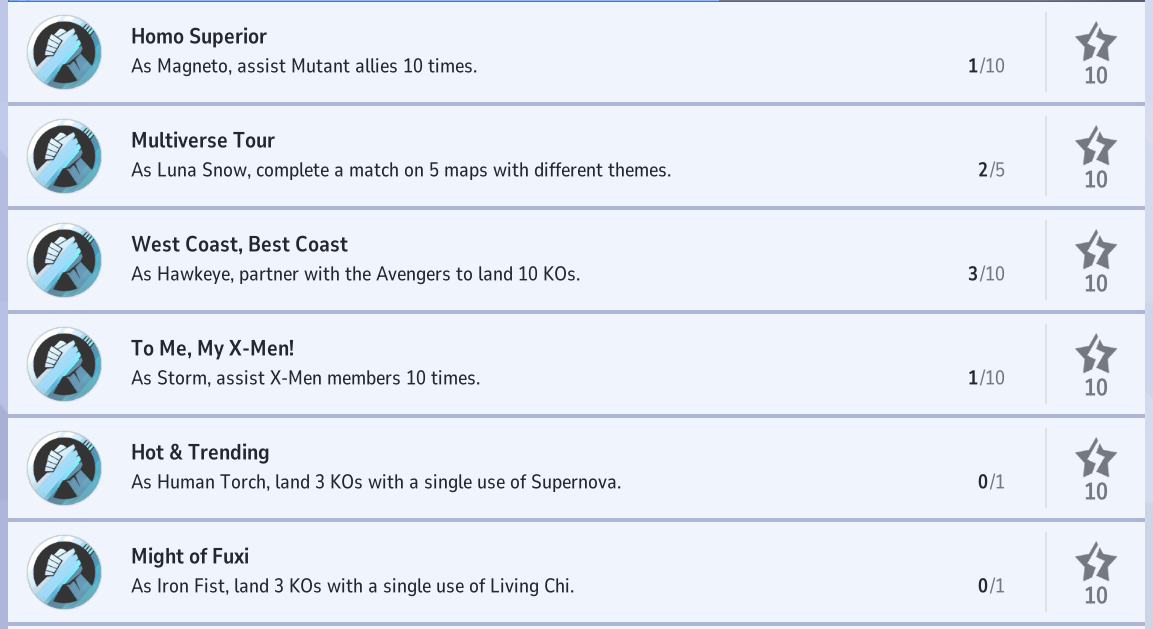 Homo Superior
As Magneto, assist Mutant allies 10 times.
1/10
10
Multiverse Tour
As Luna Snow, complete a match on 5 maps with different themes.
2/5
10
West Coast, Best Coast
As Hawkeye, partner with the Avengers to land 10 KOs.
3/10
10
To Me, My X-Men!
As Storm, assist X-Men members 10 times.
1/10
10
Hot & Trending
As Human Torch, land 3 KOs with a single use of Supernova.
0/1
10
Might of Fuxi
As Iron Fist, land 3 KOs with a single use of Living Chi.
0/1
10